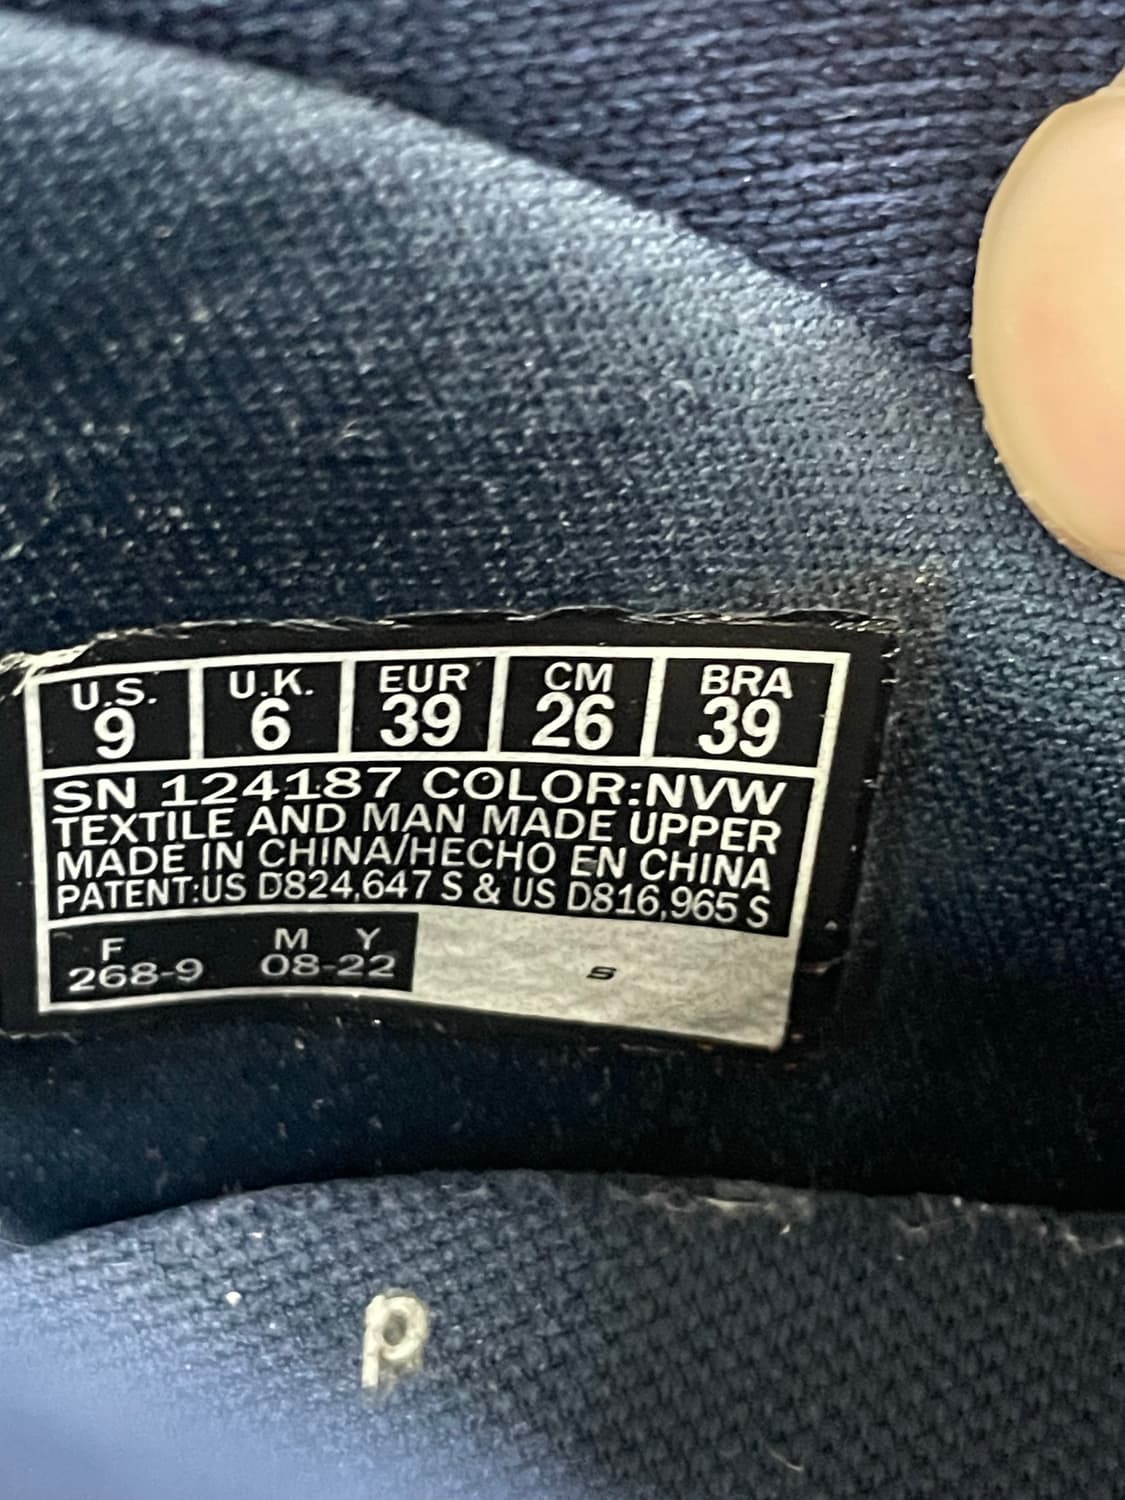 U.S. U.K. EUR CM BRA
9 6 39 26 39
SN 124187 COLOR:NVW
TEXTILE AND MAN MADE UPPER
MADE IN CHINA/HECHO EN CHINA
PATENT:US D824,647 S & US D816,965 S
F M Y
268-9 08-22
S
P